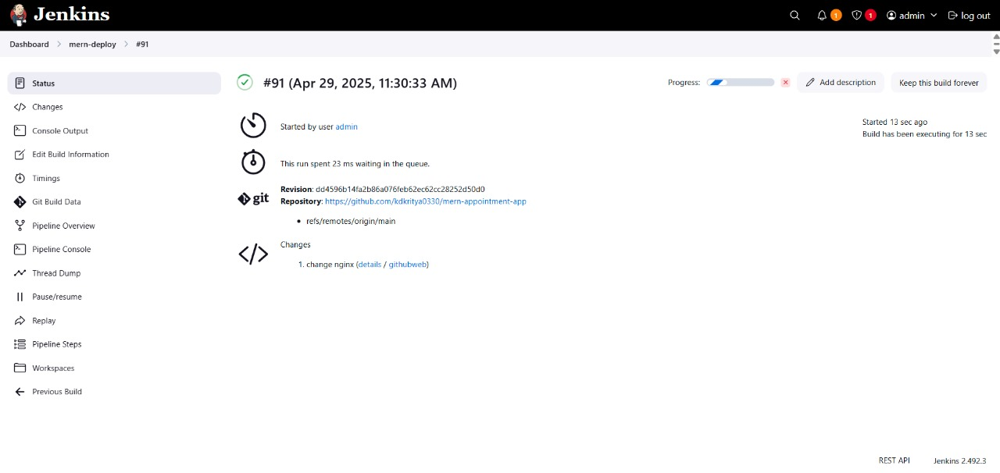 Jenkins
1
1
admin
log out
Dashboard
mern-deploy
#91
Status
Changes
Console Output
Edit Build Information
Timings
Git Build Data
Pipeline Overview
Pipeline Console
Thread Dump
Pause/resume
Replay
Pipeline Steps
Workspaces
Previous Build
#91 (Apr 29, 2025, 11:30:33 AM)
Progress:
Add description
Keep this build forever
Started by user admin
Started 13 sec ago
Build has been executing for 13 sec
This run spent 23 ms waiting in the queue.
git
Revision: dd4596b14fa2b86a076feb62ec62cc28252d50d0
Repository: https://github.com/kdkritya0330/mern-appointment-app
• refs/remotes/origin/main
Changes
1. change nginx (details / githubweb)
REST API
Jenkins 2.492.3